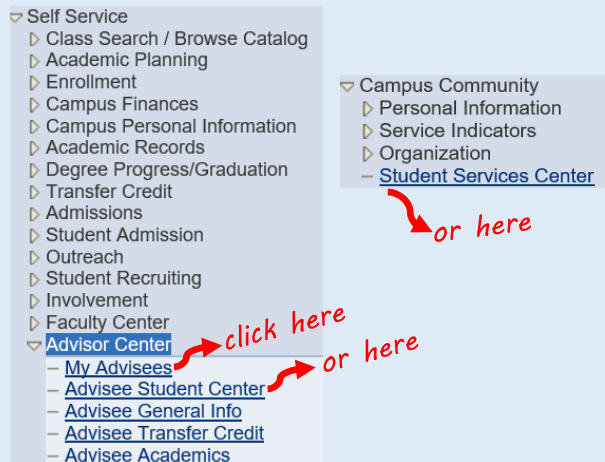 Self Service
Class Search / Browse Catalog
Academic Planning
Enrollment
Campus Finances
Campus Personal Information
Academic Records
Degree Progress/Graduation
Transfer Credit
Admissions
Student Admission
Outreach
Student Recruiting
Involvement
Faculty Center
Advisor Center
My Advisees
click here
Advisee Student Center
or here
Advisee General Info
Advisee Transfer Credit
Advisee Academics
Campus Community
Personal Information
Service Indicators
Organization
Student Services Center
or here